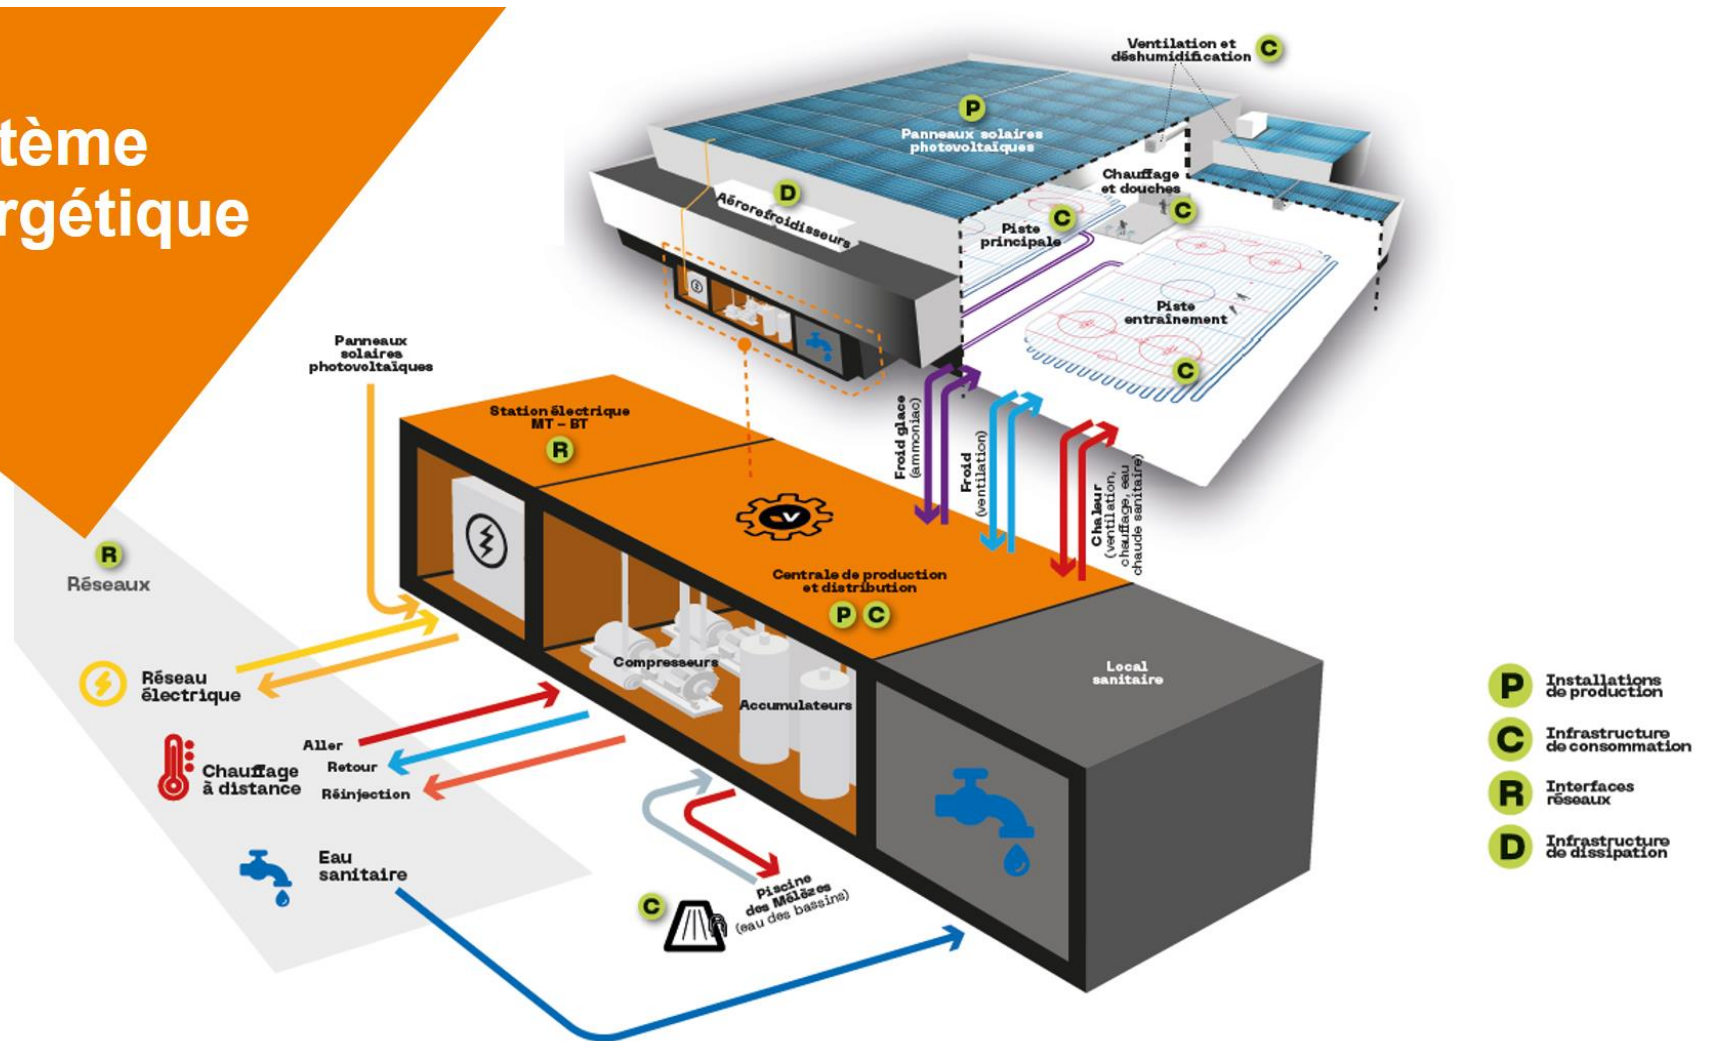 tème
rgétique
Ventilation et
déshumidification
C
P
Panneaux solaires
photovoltaïques
D
Aérorefroidisseurs
Chauffage
et douches
C
C
Piste
principale
Piste
entraînement
C
Panneaux
solaires
photovoltaïques
Station électrique
MT – BT
R
Froid glace
(ammoniac)
Froid
(ventilation)
Chaleur
(ventilation,
chauffage, eau
chaude sanitaire)
V
Centrale de production
et distribution
P C
R
Réseaux
Compresseurs
Accumulateurs
Local
sanitaire
Réseau
électrique
Aller
Retour
Réinjection
Chauffage
à distance
Eau
sanitaire
C
Piscine
des Mélèzes
(eau des bassins)
P
Installations
de production
C
Infrastructure
de consommation
R
Interfaces
réseaux
D
Infrastructure
de dissipation